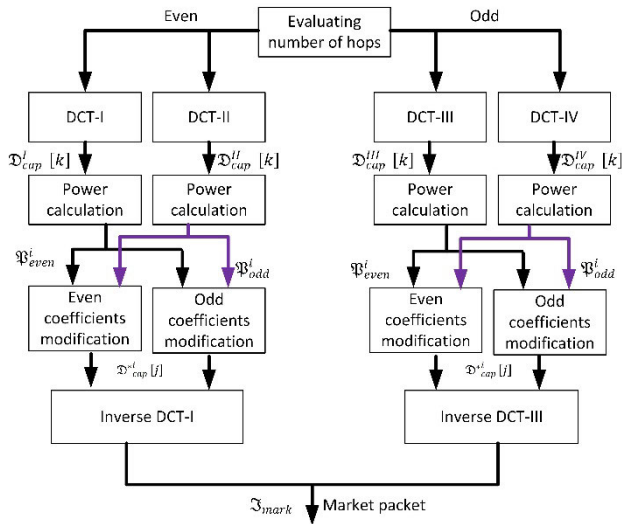 Even
Evaluating
number of hops
Odd
DCT-I
DCT-II
DCT-III
DCT-IV
𝔇^I_cap [k]
𝔇^II_cap [k]
𝔇^III_cap [k]
𝔇^IV_cap [k]
Power
calculation
Power
calculation
Power
calculation
Power
calculation
𝔓^i_even
𝔓^i_odd
𝔓^i_even
𝔓^i_odd
Even
coefficients
modification
Odd
coefficients
modification
Even
coefficients
modification
Odd
coefficients
modification
𝔇^*i_cap [j]
𝔇^*i_cap [j]
Inverse DCT-I
Inverse DCT-III
ℑ_mark
Market packet